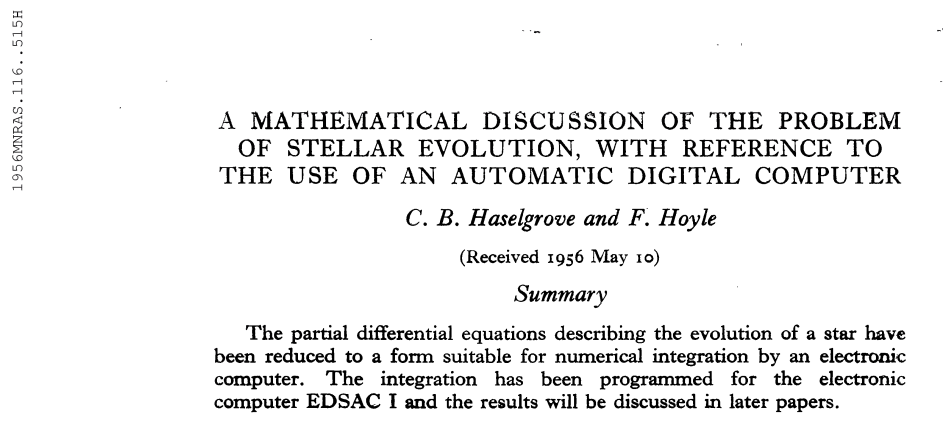 1956MNRAS.116..515H
A MATHEMATICAL DISCUSSION OF THE PROBLEM
OF STELLAR EVOLUTION, WITH REFERENCE TO
THE USE OF AN AUTOMATIC DIGITAL COMPUTER
C. B. Haselgrove and F. Hoyle
(Received 1956 May 10)
Summary
The partial differential equations describing the evolution of a star have
been reduced to a form suitable for numerical integration by an electronic
computer. The integration has been programmed for the electronic
computer EDSAC I and the results will be discussed in later papers.